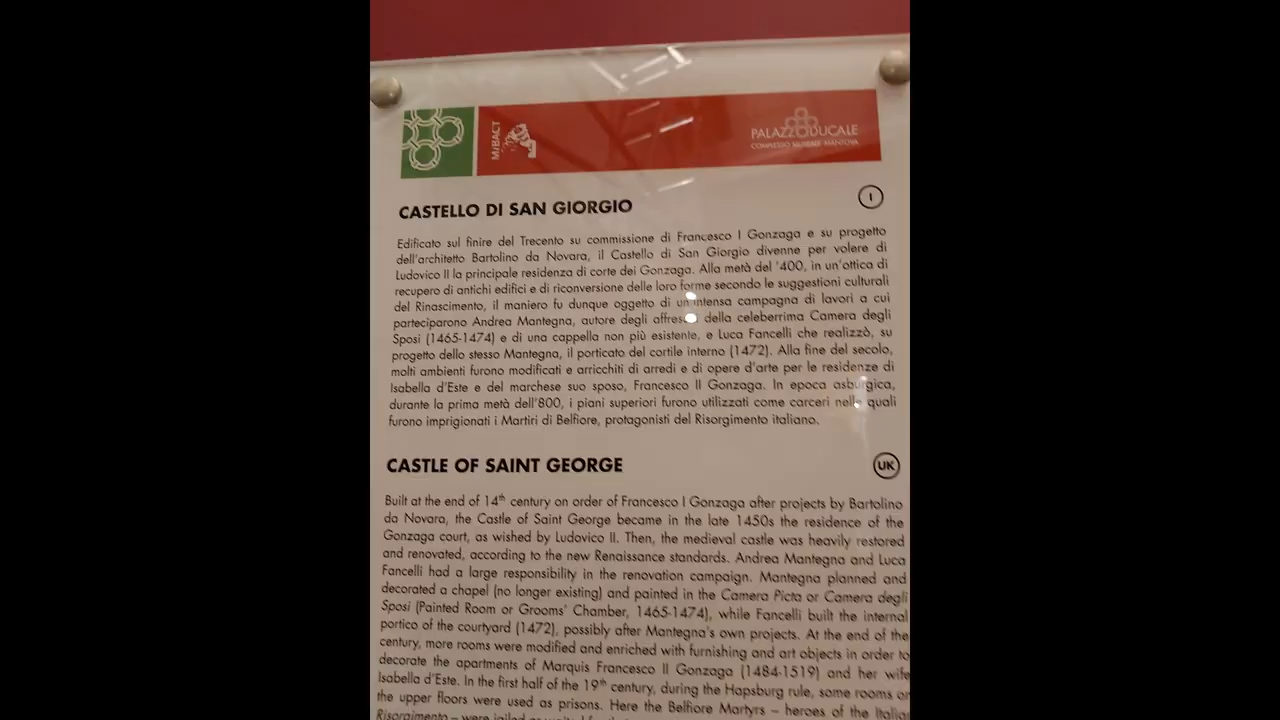 MiBACT
PALAZZO DUCALE
COMPLESSO MUSEALE MANTOVA
CASTELLO DI SAN GIORGIO
I
Edificato sul finire del Trecento su commissione di Francesco I Gonzaga e su progetto
dell'architetto Bartolino da Novara, il Castello di San Giorgio divenne per volere di
Ludovico II la principale residenza di corte dei Gonzaga. Alla metà del '400, in un'ottica di
recupero di antichi edifici e di riconversione delle loro forme secondo le suggestioni culturali
del Rinascimento, il maniero fu dunque oggetto di un'intensa campagna di lavori a cui
parteciparono Andrea Mantegna, autore degli affreschi della celeberrima Camera degli
Sposi (1465-1474) e di una cappella non più esistente, e Luca Fancelli che realizzò, su
progetto dello stesso Mantegna, il porticato del cortile interno (1472). Alla fine del secolo,
molti ambienti furono modificati e arricchiti di arredi e di opere d'arte per le residenze di
Isabella d'Este e del marchese suo sposo, Francesco II Gonzaga. In epoca asburgica,
durante la prima metà dell'800, i piani superiori furono utilizzati come carceri nelle quali
furono imprigionati i Martiri di Belfiore, protagonisti del Risorgimento italiano.
CASTLE OF SAINT GEORGE
UK
Built at the end of 14th century on order of Francesco I Gonzaga after projects by Bartolino
da Novara, the Castle of Saint George became in the late 1450s the residence of the
Gonzaga court, as wished by Ludovico II. Then, the medieval castle was heavily restored
and renovated, according to the new Renaissance standards. Andrea Mantegna and Luca
Fancelli had a large responsibility in the renovation campaign. Mantegna planned and
decorated a chapel (no longer existing) and painted in the Camera Picta or Camera degli
Sposi (Painted Room or Grooms' Chamber, 1465-1474), while Fancelli built the internal
portico of the courtyard (1472), possibly after Mantegna's own projects. At the end of the
century, more rooms were modified and enriched with furnishing and art objects in order to
decorate the apartments of Marquis Francesco II Gonzaga (1484-1519) and her wife
Isabella d'Este. In the first half of the 19th century, during the Hapsburg rule, some rooms on
the upper floors were used as prisons. Here the Belfiore Martyrs – heroes of the Italian
Risorgimento – were jailed